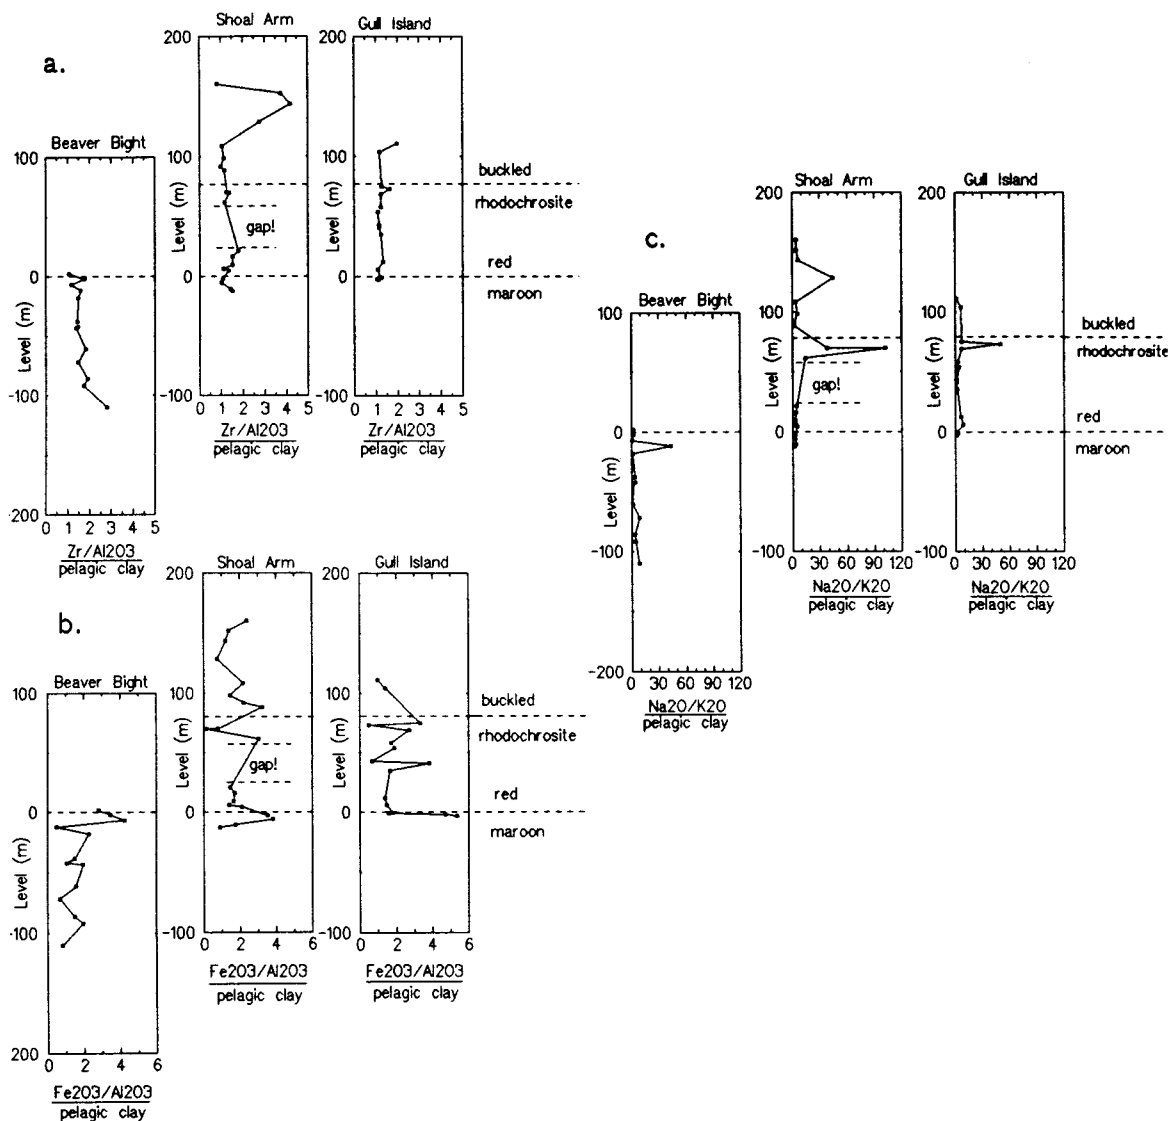 a.
Shoal Arm
Gull Island
Beaver Bight
200
200
100
100
100
0
0
0
-100
-100
-100
-200
Level (m)
Level (m)
Level (m)
buckled
rhodochrosite
gap!
red
maroon
0 1 2 3 4 5
0 1 2 3 4 5
0 1 2 3 4 5
Zr/Al2O3
pelagic clay
Zr/Al2O3
pelagic clay
Zr/Al2O3
pelagic clay
b.
Shoal Arm
Gull Island
Beaver Bight
200
200
100
100
100
0
0
0
-100
-100
-100
200
Level (m)
Level (m)
Level (m)
buckled
rhodochrosite
gap!
red
maroon
0 2 4 6
0 2 4 6
0 2 4 6
Fe2O3/Al2O3
pelagic clay
Fe2O3/Al2O3
pelagic clay
Fe2O3/Al2O3
pelagic clay
c.
Shoal Arm
Gull Island
Beaver Bight
200
200
100
100
100
0
0
0
-100
-100
-100
-200
Level (m)
Level (m)
Level (m)
buckled
rhodochrosite
gap!
red
maroon
0 30 60 90 120
0 30 60 90 120
0 30 60 90 120
Na2O/K2O
pelagic clay
Na2O/K2O
pelagic clay
Na2O/K2O
pelagic clay